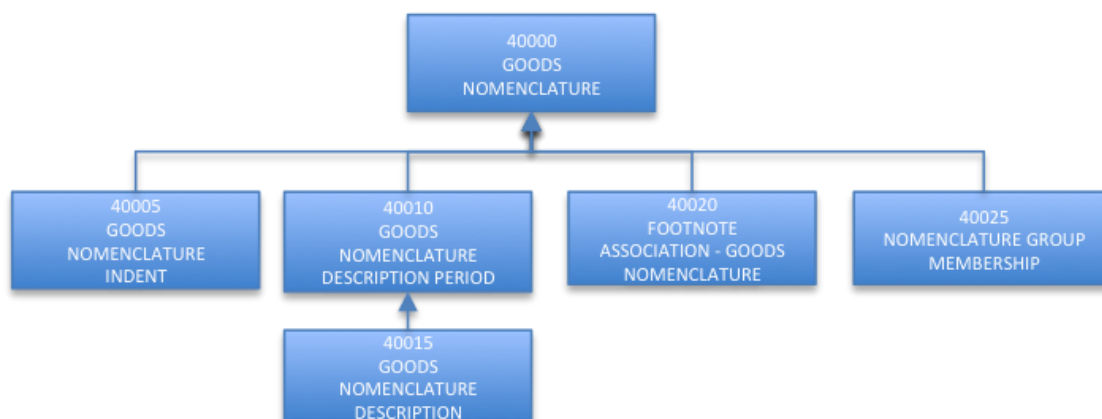 40000
GOODS
NOMENCLATURE
40005
GOODS
NOMENCLATURE
INDENT
40010
GOODS
NOMENCLATURE
DESCRIPTION PERIOD
40020
FOOTNOTE
ASSOCIATION - GOODS
NOMENCLATURE
40025
NOMENCLATURE GROUP
MEMBERSHIP
40015
GOODS
NOMENCLATURE
DESCRIPTION